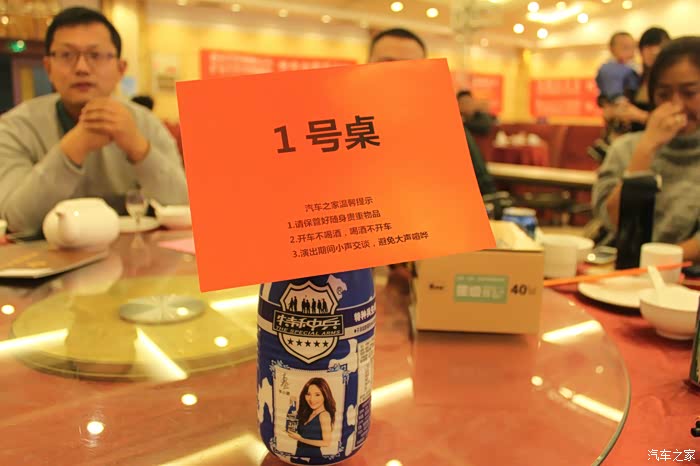 1号桌
汽车之家温馨提示
1.请保管好随身贵重物品
2.开车不喝酒，喝酒不开车
3.演出期间小声交谈，避免大声喧哗
特种兵
THE SPECIAL ARMS
40
汽车之家